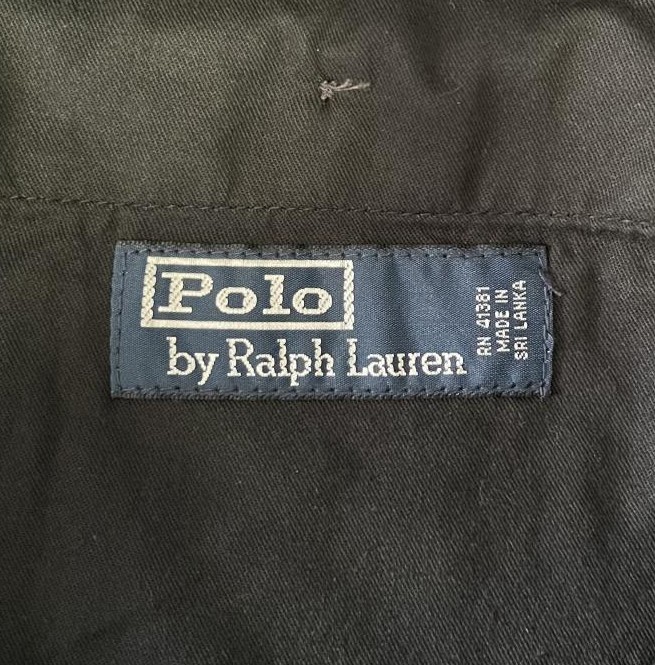 Polo
by Ralph Lauren
RN 41381
MADE IN
SRI LANKA